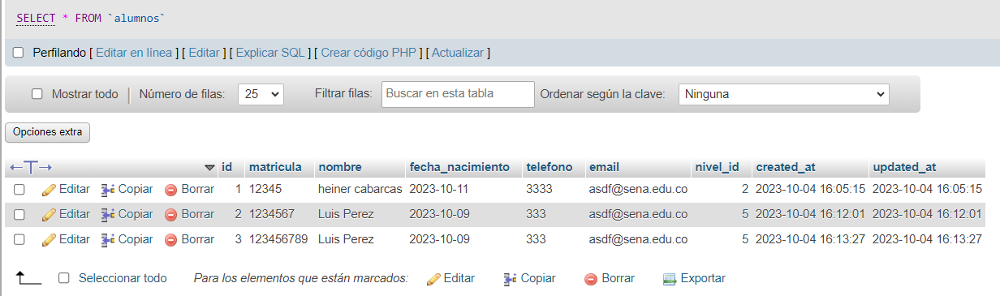 SELECT * FROM `alumnos`
Perfilando [ Editar en línea ] [ Editar ] [ Explicar SQL ] [ Crear código PHP ] [ Actualizar ]
Mostrar todo | Número de filas: 25 Filtrar filas: Buscar en esta tabla Ordenar según la clave: Ninguna
Opciones extra
←T→ id matricula nombre fecha_nacimiento telefono email nivel_id created_at updated_at
Editar Copiar Borrar 1 12345 heiner cabarcas 2023-10-11 3333 asdf@sena.edu.co 2 2023-10-04 16:05:15 2023-10-04 16:05:15
Editar Copiar Borrar 2 1234567 Luis Perez 2023-10-09 333 asdf@sena.edu.co 5 2023-10-04 16:12:01 2023-10-04 16:12:01
Editar Copiar Borrar 3 123456789 Luis Perez 2023-10-09 333 asdf@sena.edu.co 5 2023-10-04 16:13:27 2023-10-04 16:13:27
Seleccionar todo Para los elementos que están marcados: Editar Copiar Borrar Exportar